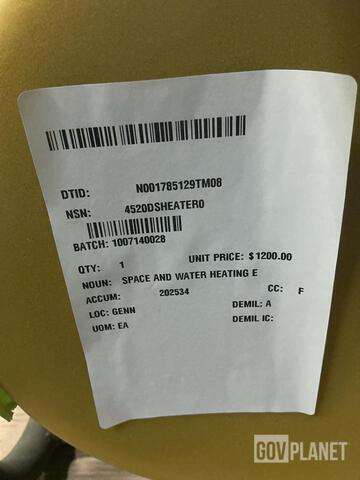 DTID: N001785129TM08
NSN: 4520DSHEATER0
BATCH: 1007140028
QTY: 1 UNIT PRICE: $1200.00
NOUN: SPACE AND WATER HEATING E
ACCUM: 202534 CC: F
LOC: GENN DEMIL: A
UOM: EA DEMIL IC:
GOVPLANET